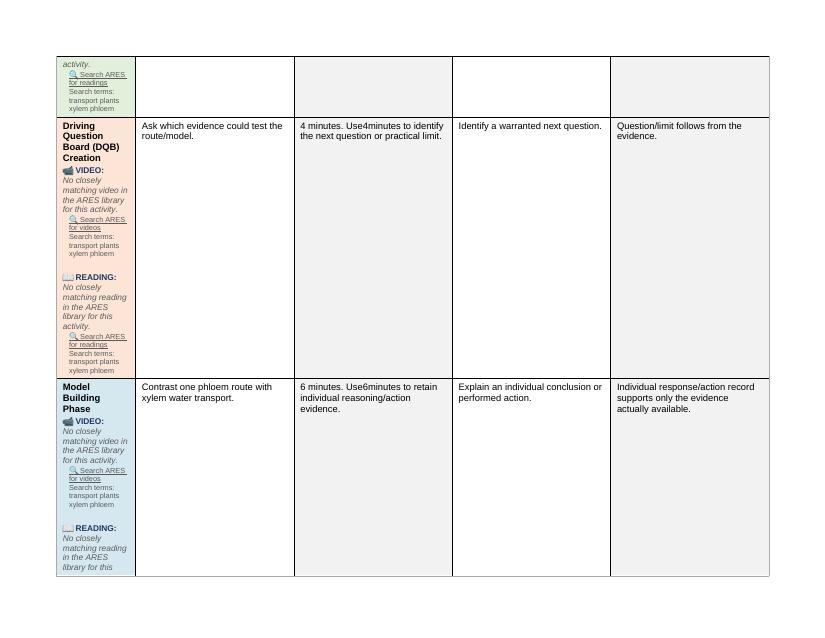 activity.
🔍 Search ARES
for readings
Search terms:
transport plants
xylem phloem
Driving
Question
Board (DQB)
Creation
📹 VIDEO:
No closely
matching video in
the ARES library
for this activity.
🔍 Search ARES
for videos
Search terms:
transport plants
xylem phloem
📖 READING:
No closely
matching reading
in the ARES
library for this
activity.
🔍 Search ARES
for readings
Search terms:
transport plants
xylem phloem
Ask which evidence could test the
route/model.
4 minutes. Use4minutes to identify
the next question or practical limit.
Identify a warranted next question.
Question/limit follows from the
evidence.
Model
Building
Phase
📹 VIDEO:
No closely
matching video in
the ARES library
for this activity.
🔍 Search ARES
for videos
Search terms:
transport plants
xylem phloem
📖 READING:
No closely
matching reading
in the ARES
library for this
Contrast one phloem route with
xylem water transport.
6 minutes. Use6minutes to retain
individual reasoning/action
evidence.
Explain an individual conclusion or
performed action.
Individual response/action record
supports only the evidence
actually available.